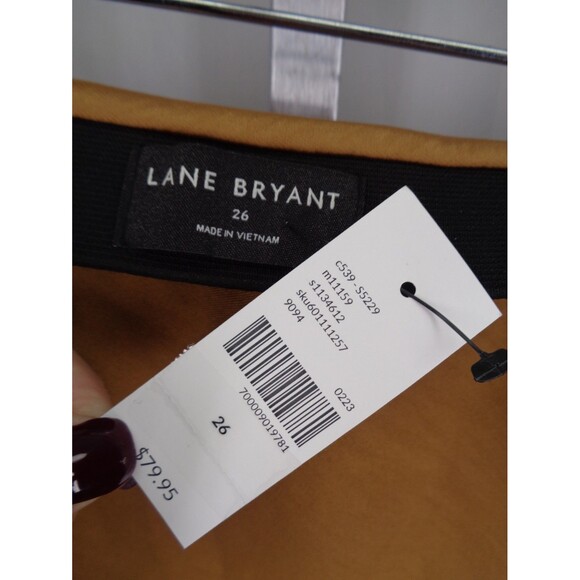 LANE BRYANT
26
MADE IN VIETNAM
c539 - S5229
m11159
s1134612
sku601111257
9094
0223
700009019781
26
$79.95